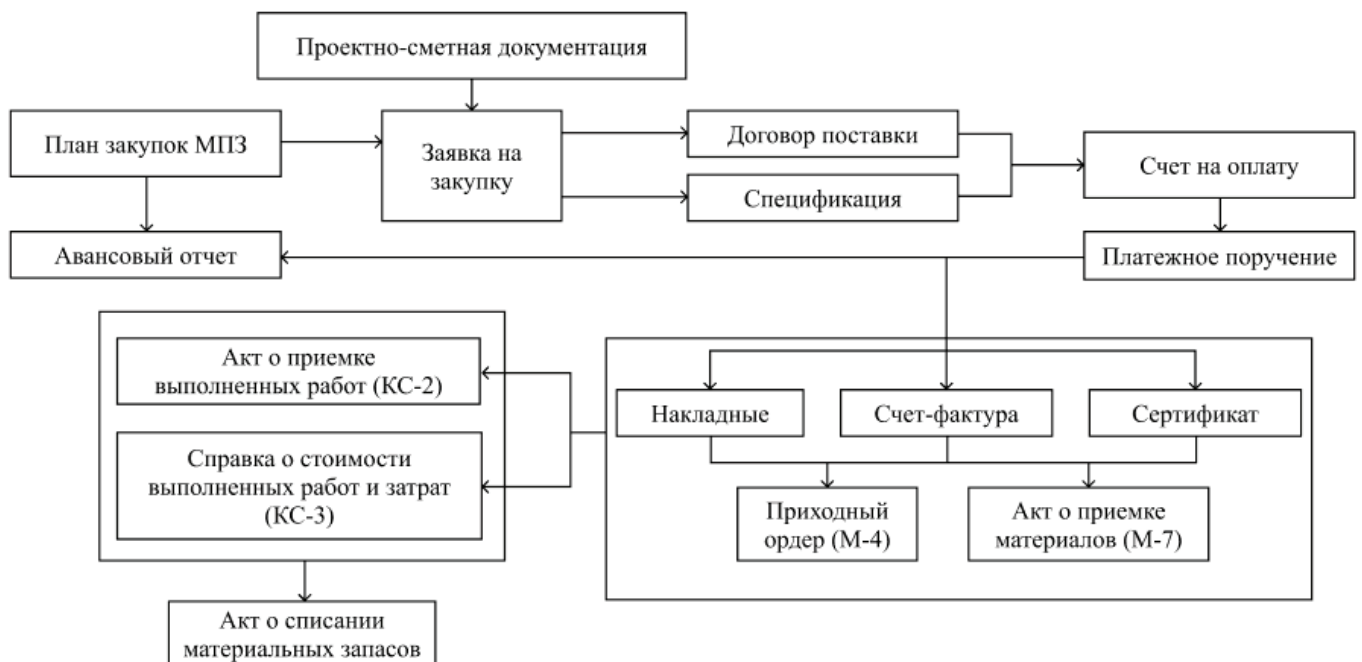 Проектно-сметная документация
План закупок МПЗ
Заявка на
закупку
Договор поставки
Спецификация
Счет на оплату
Авансовый отчет
Платежное поручение
Акт о приемке
выполненных работ (КС-2)
Справка о стоимости
выполненных работ и затрат
(КС-3)
Накладные
Счет-фактура
Сертификат
Приходный
ордер (М-4)
Акт о приемке
материалов (М-7)
Акт о списании
материальных запасов